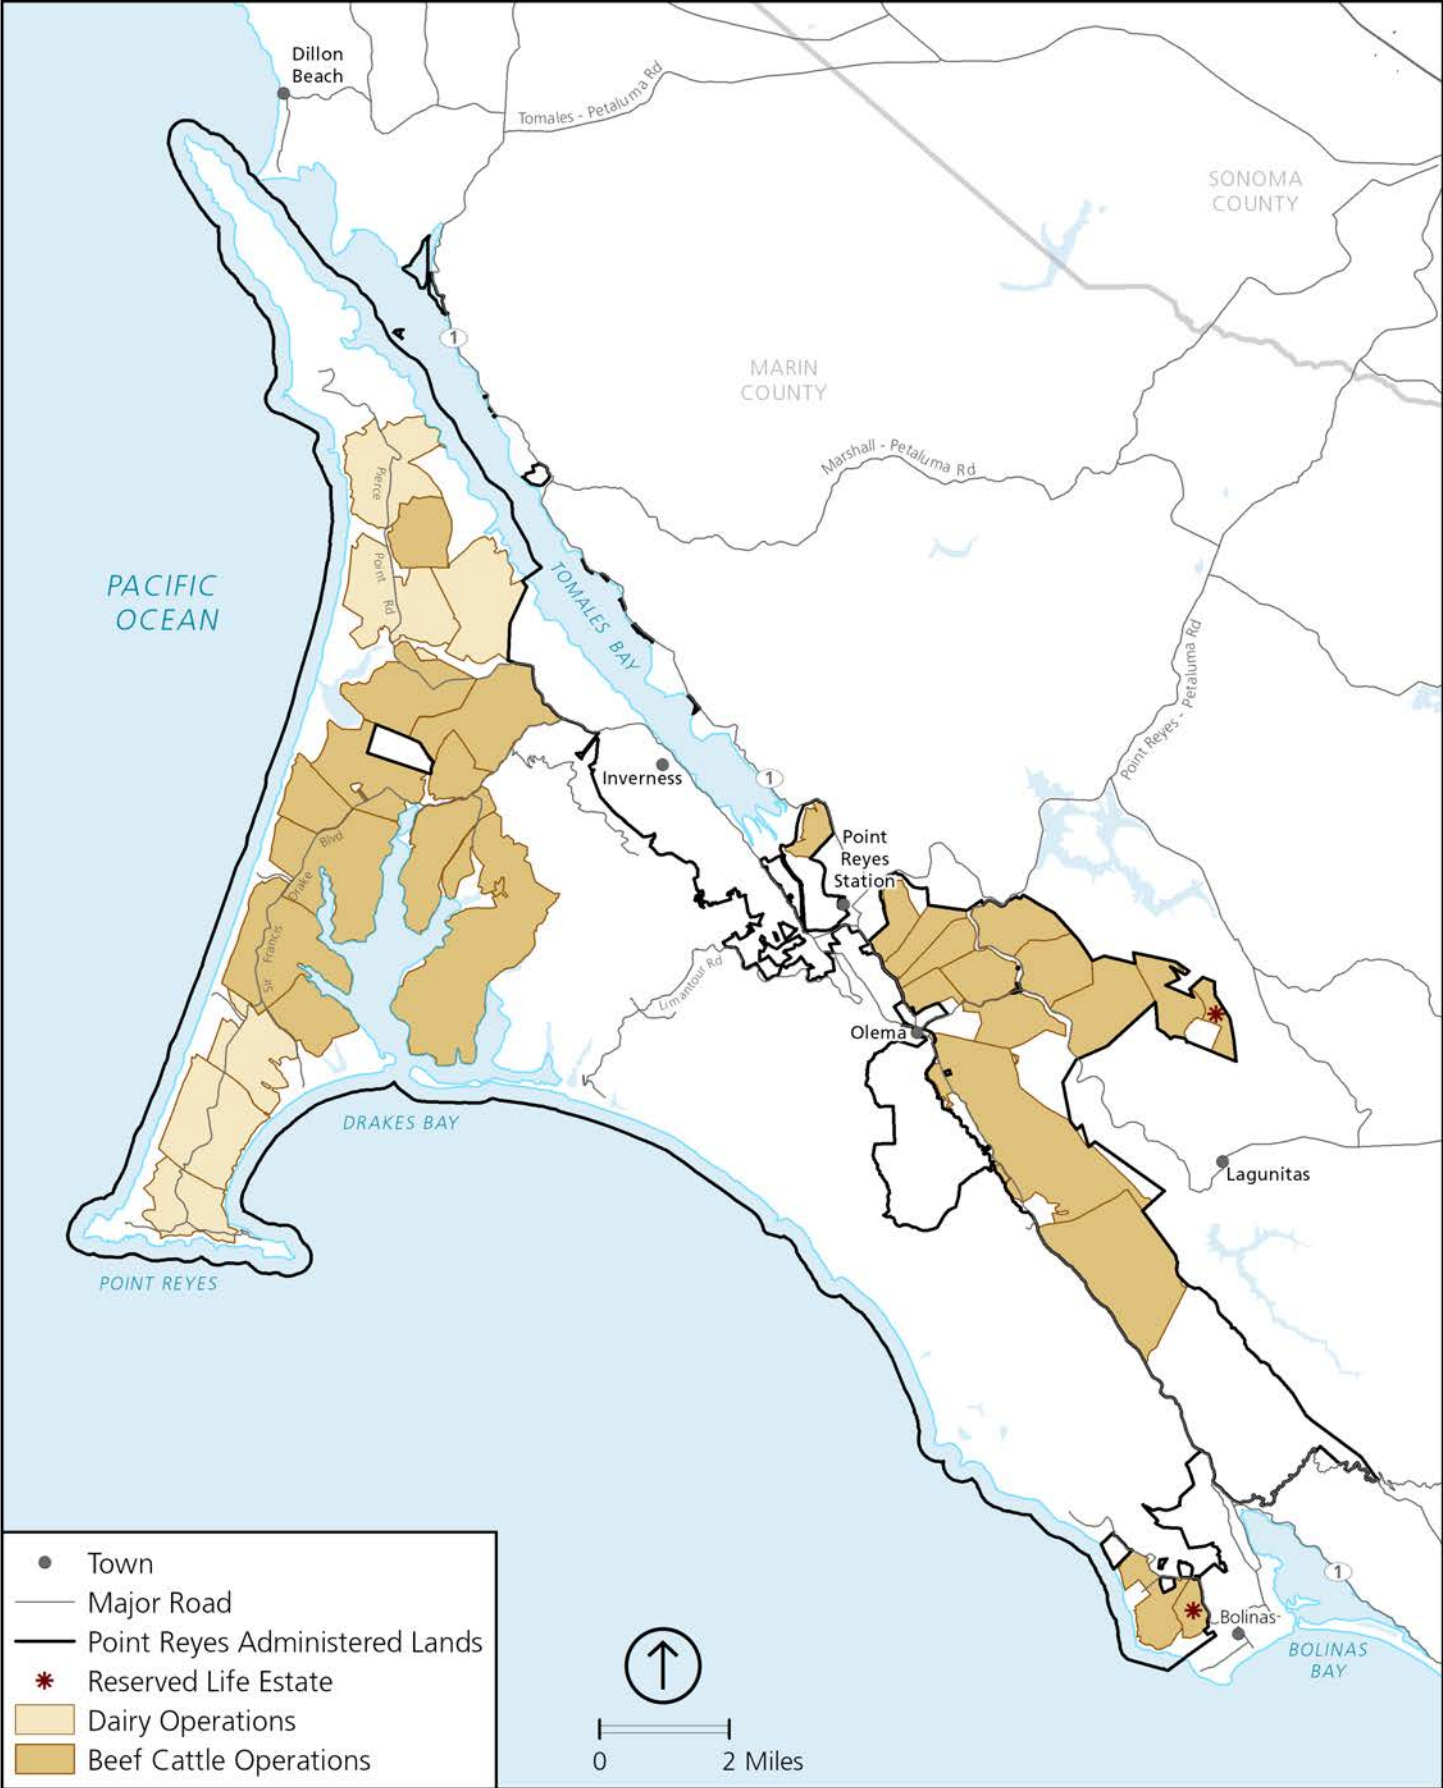 Dillon
Beach
Tomales - Petaluma Rd
SONOMA
COUNTY
1
MARIN
COUNTY
Marshall - Petaluma Rd
Pierce
Point
Rd
PACIFIC
OCEAN
TOMALES BAY
Point Reyes - Petaluma Rd
Inverness
1
Point
Reyes
Station
Blvd
Drake
Francis
Sir
Limantour Rd
Olema
DRAKES BAY
Lagunitas
POINT REYES
1
Bolinas
BOLINAS
BAY
Town
Major Road
Point Reyes Administered Lands
Reserved Life Estate
Dairy Operations
Beef Cattle Operations
0 2 Miles